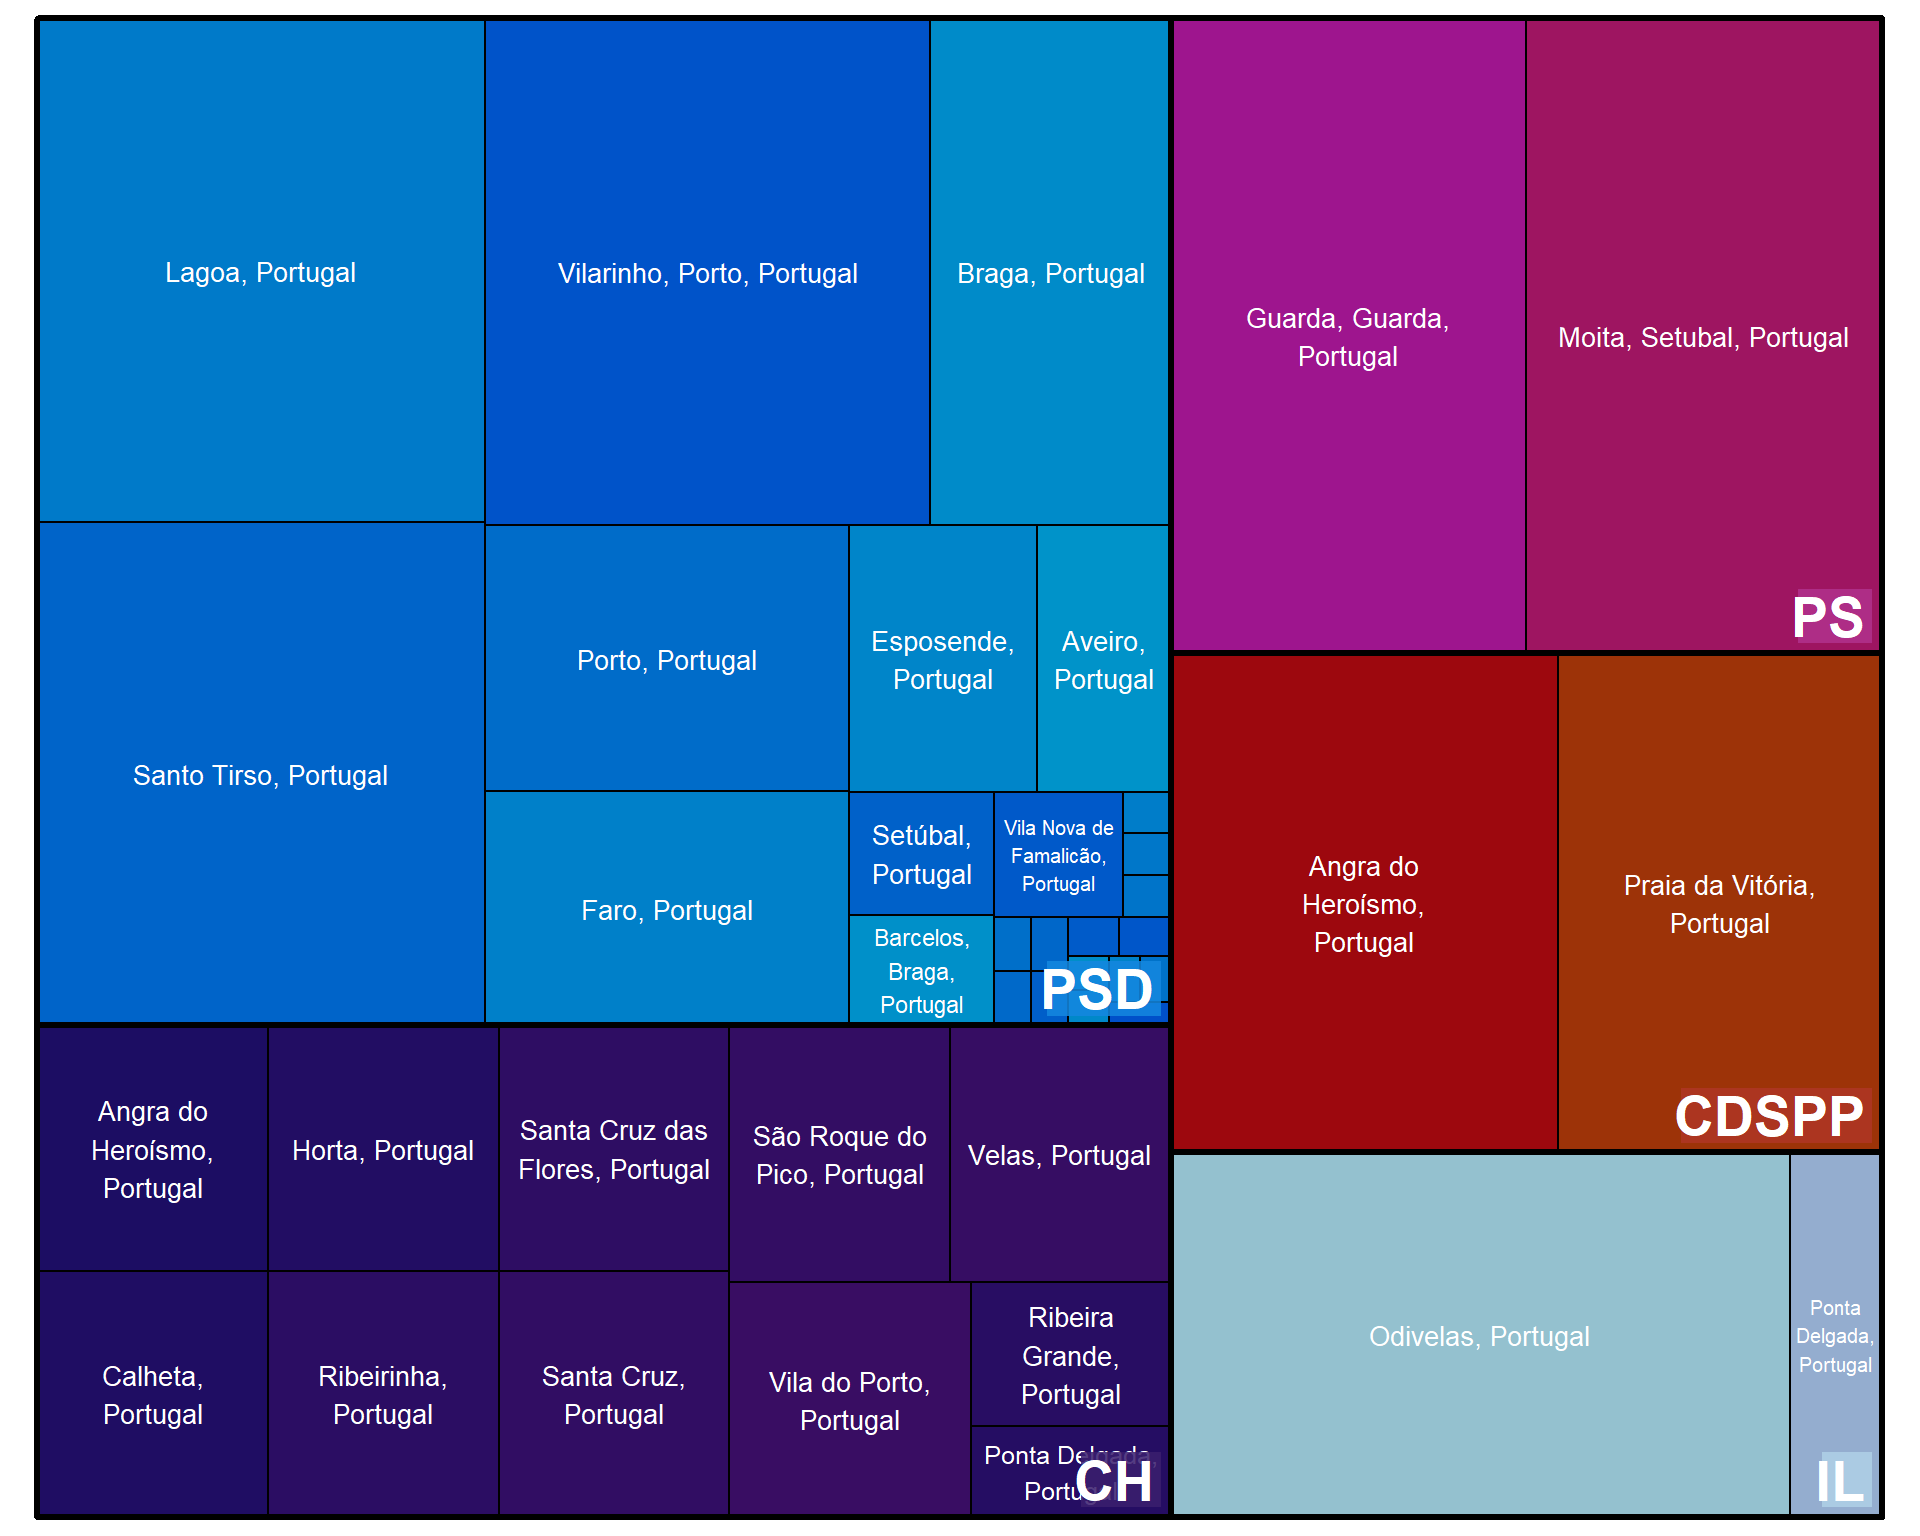 Lagoa, Portugal
Vilarinho, Porto, Portugal
Braga, Portugal
Guarda, Guarda,
Portugal
Moita, Setubal, Portugal
PS
Santo Tirso, Portugal
Porto, Portugal
Esposende,
Portugal
Aveiro,
Portugal
Faro, Portugal
Setúbal,
Portugal
Vila Nova de
Famalicão,
Portugal
Barcelos,
Braga,
Portugal
PSD
Angra do
Heroísmo,
Portugal
Praia da Vitória,
Portugal
CDSPP
Angra do
Heroísmo,
Portugal
Horta, Portugal
Santa Cruz das
Flores, Portugal
São Roque do
Pico, Portugal
Velas, Portugal
Calheta,
Portugal
Ribeirinha,
Portugal
Santa Cruz,
Portugal
Vila do Porto,
Portugal
Ribeira
Grande,
Portugal
Ponta Delgada,
Portugal
CH
Odivelas, Portugal
Ponta
Delgada,
Portugal
IL